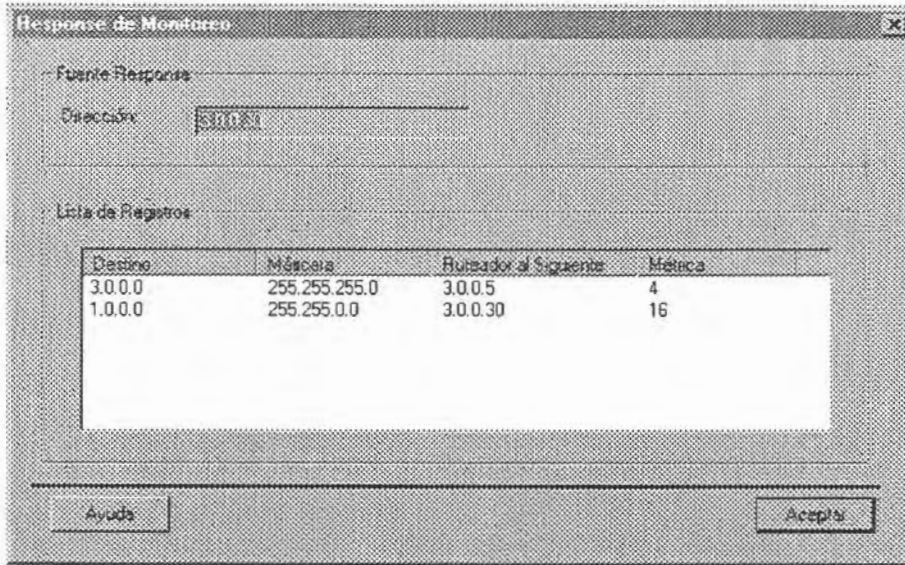 Response de Monitoreo
Fuente Response
Dirección:
Lista de Registros
Destino Máscara Ruteador al Siguiente Métrica
3.0.0.0 255.255.255.0 3.0.0.5 4
1.0.0.0 255.255.0.0 3.0.0.30 16
Ayuda Aceptar